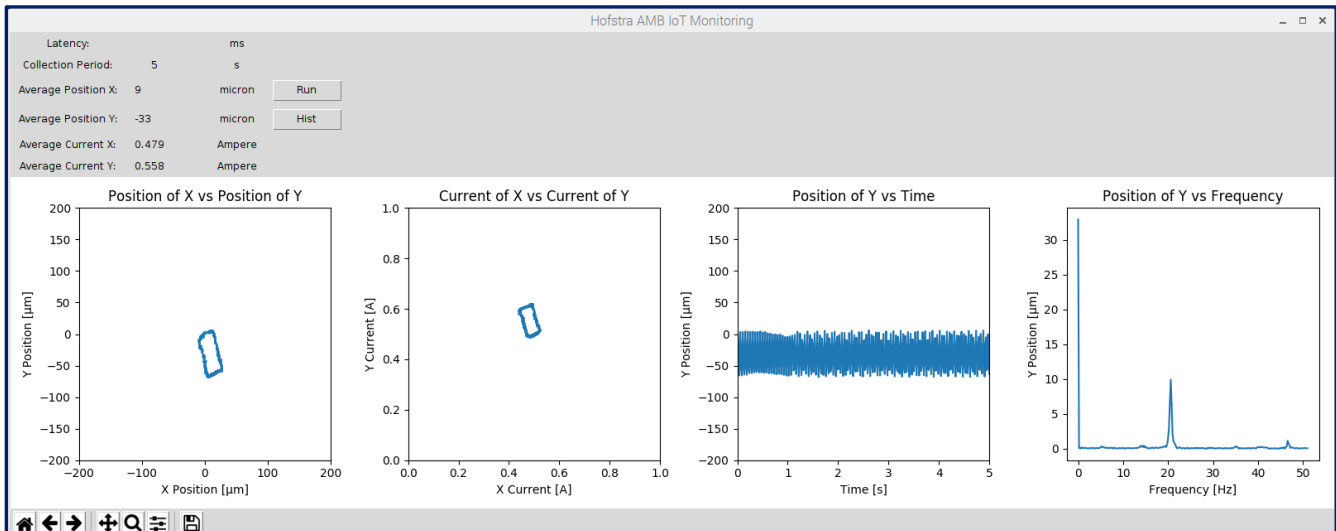 Hofstra AMB IoT Monitoring
Latency: ms
Collection Period: 5 s
Average Position X: 9 micron Run
Average Position Y: -33 micron Hist
Average Current X: 0.479 Ampere
Average Current Y: 0.558 Ampere
Position of X vs Position of Y
200
150
100
50
0
−50
−100
−150
−200
Y Position [μm]
−200 −100 0 100 200
X Position [μm]
Current of X vs Current of Y
1.0
0.8
0.6
0.4
0.2
0.0
Y Current [A]
0.0 0.2 0.4 0.6 0.8 1.0
X Current [A]
Position of Y vs Time
200
150
100
50
0
−50
−100
−150
−200
Y Position [μm]
0 1 2 3 4 5
Time [s]
Position of Y vs Frequency
30
25
20
15
10
5
0
Y Position [μm]
0 10 20 30 40 50
Frequency [Hz]